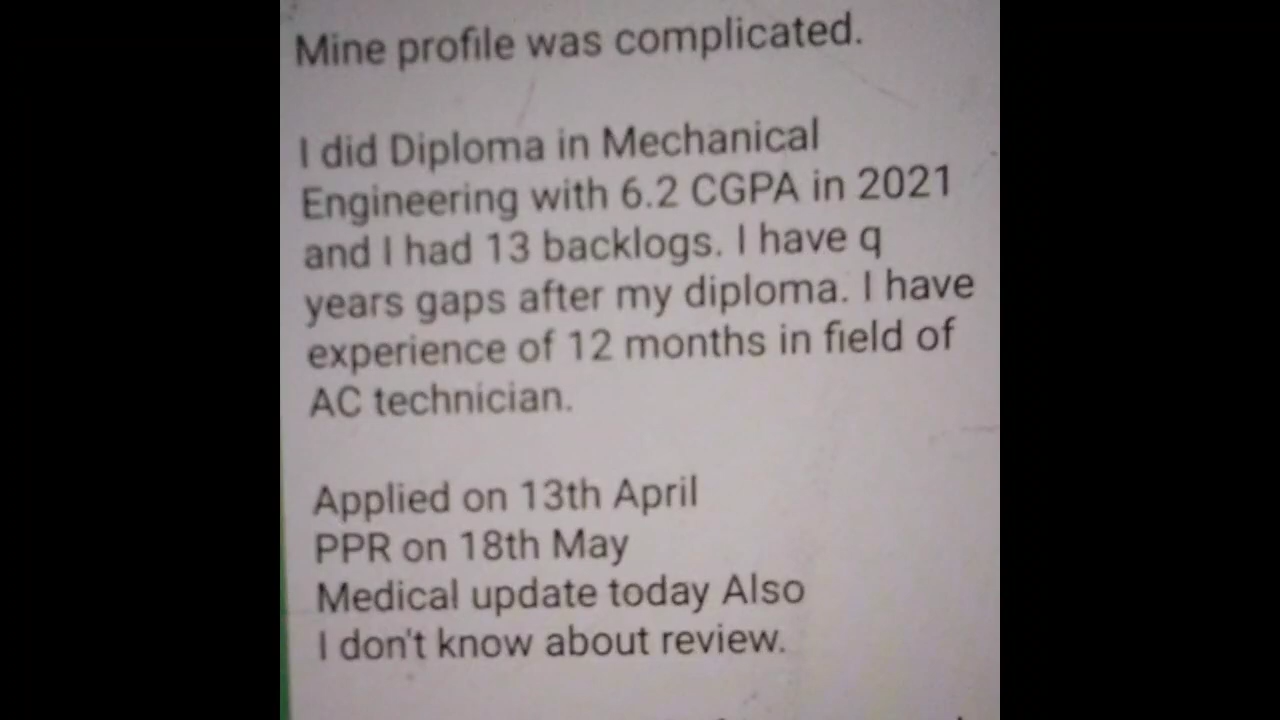 Mine profile was complicated.
I did Diploma in Mechanical
Engineering with 6.2 CGPA in 2021
and I had 13 backlogs. I have q
years gaps after my diploma. I have
experience of 12 months in field of
AC technician.
Applied on 13th April
PPR on 18th May
Medical update today Also
I don't know about review.